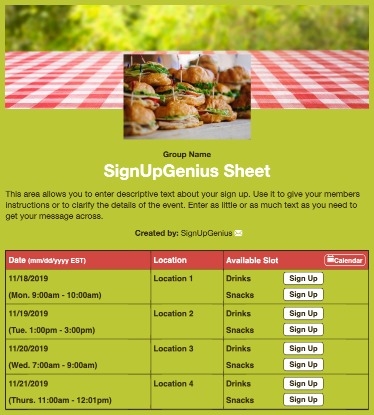 Group Name
SignUpGenius Sheet
This area allows you to enter descriptive text about your sign up. Use it to give your members
instructions or to clarify the details of the event. Enter as little or as much text as you need to
get your message across.
Created by: SignUpGenius
Date (mm/dd/yyyy EST) Location Available Slot Calendar
11/18/2019 Location 1 Drinks Sign Up
(Mon. 9:00am - 10:00am) Snacks Sign Up
11/19/2019 Location 2 Drinks Sign Up
(Tue. 1:00pm - 3:00pm) Snacks Sign Up
11/20/2019 Location 3 Drinks Sign Up
(Wed. 7:00am - 9:00am) Snacks Sign Up
11/21/2019 Location 4 Drinks Sign Up
(Thurs. 11:00am - 12:01pm) Snacks Sign Up